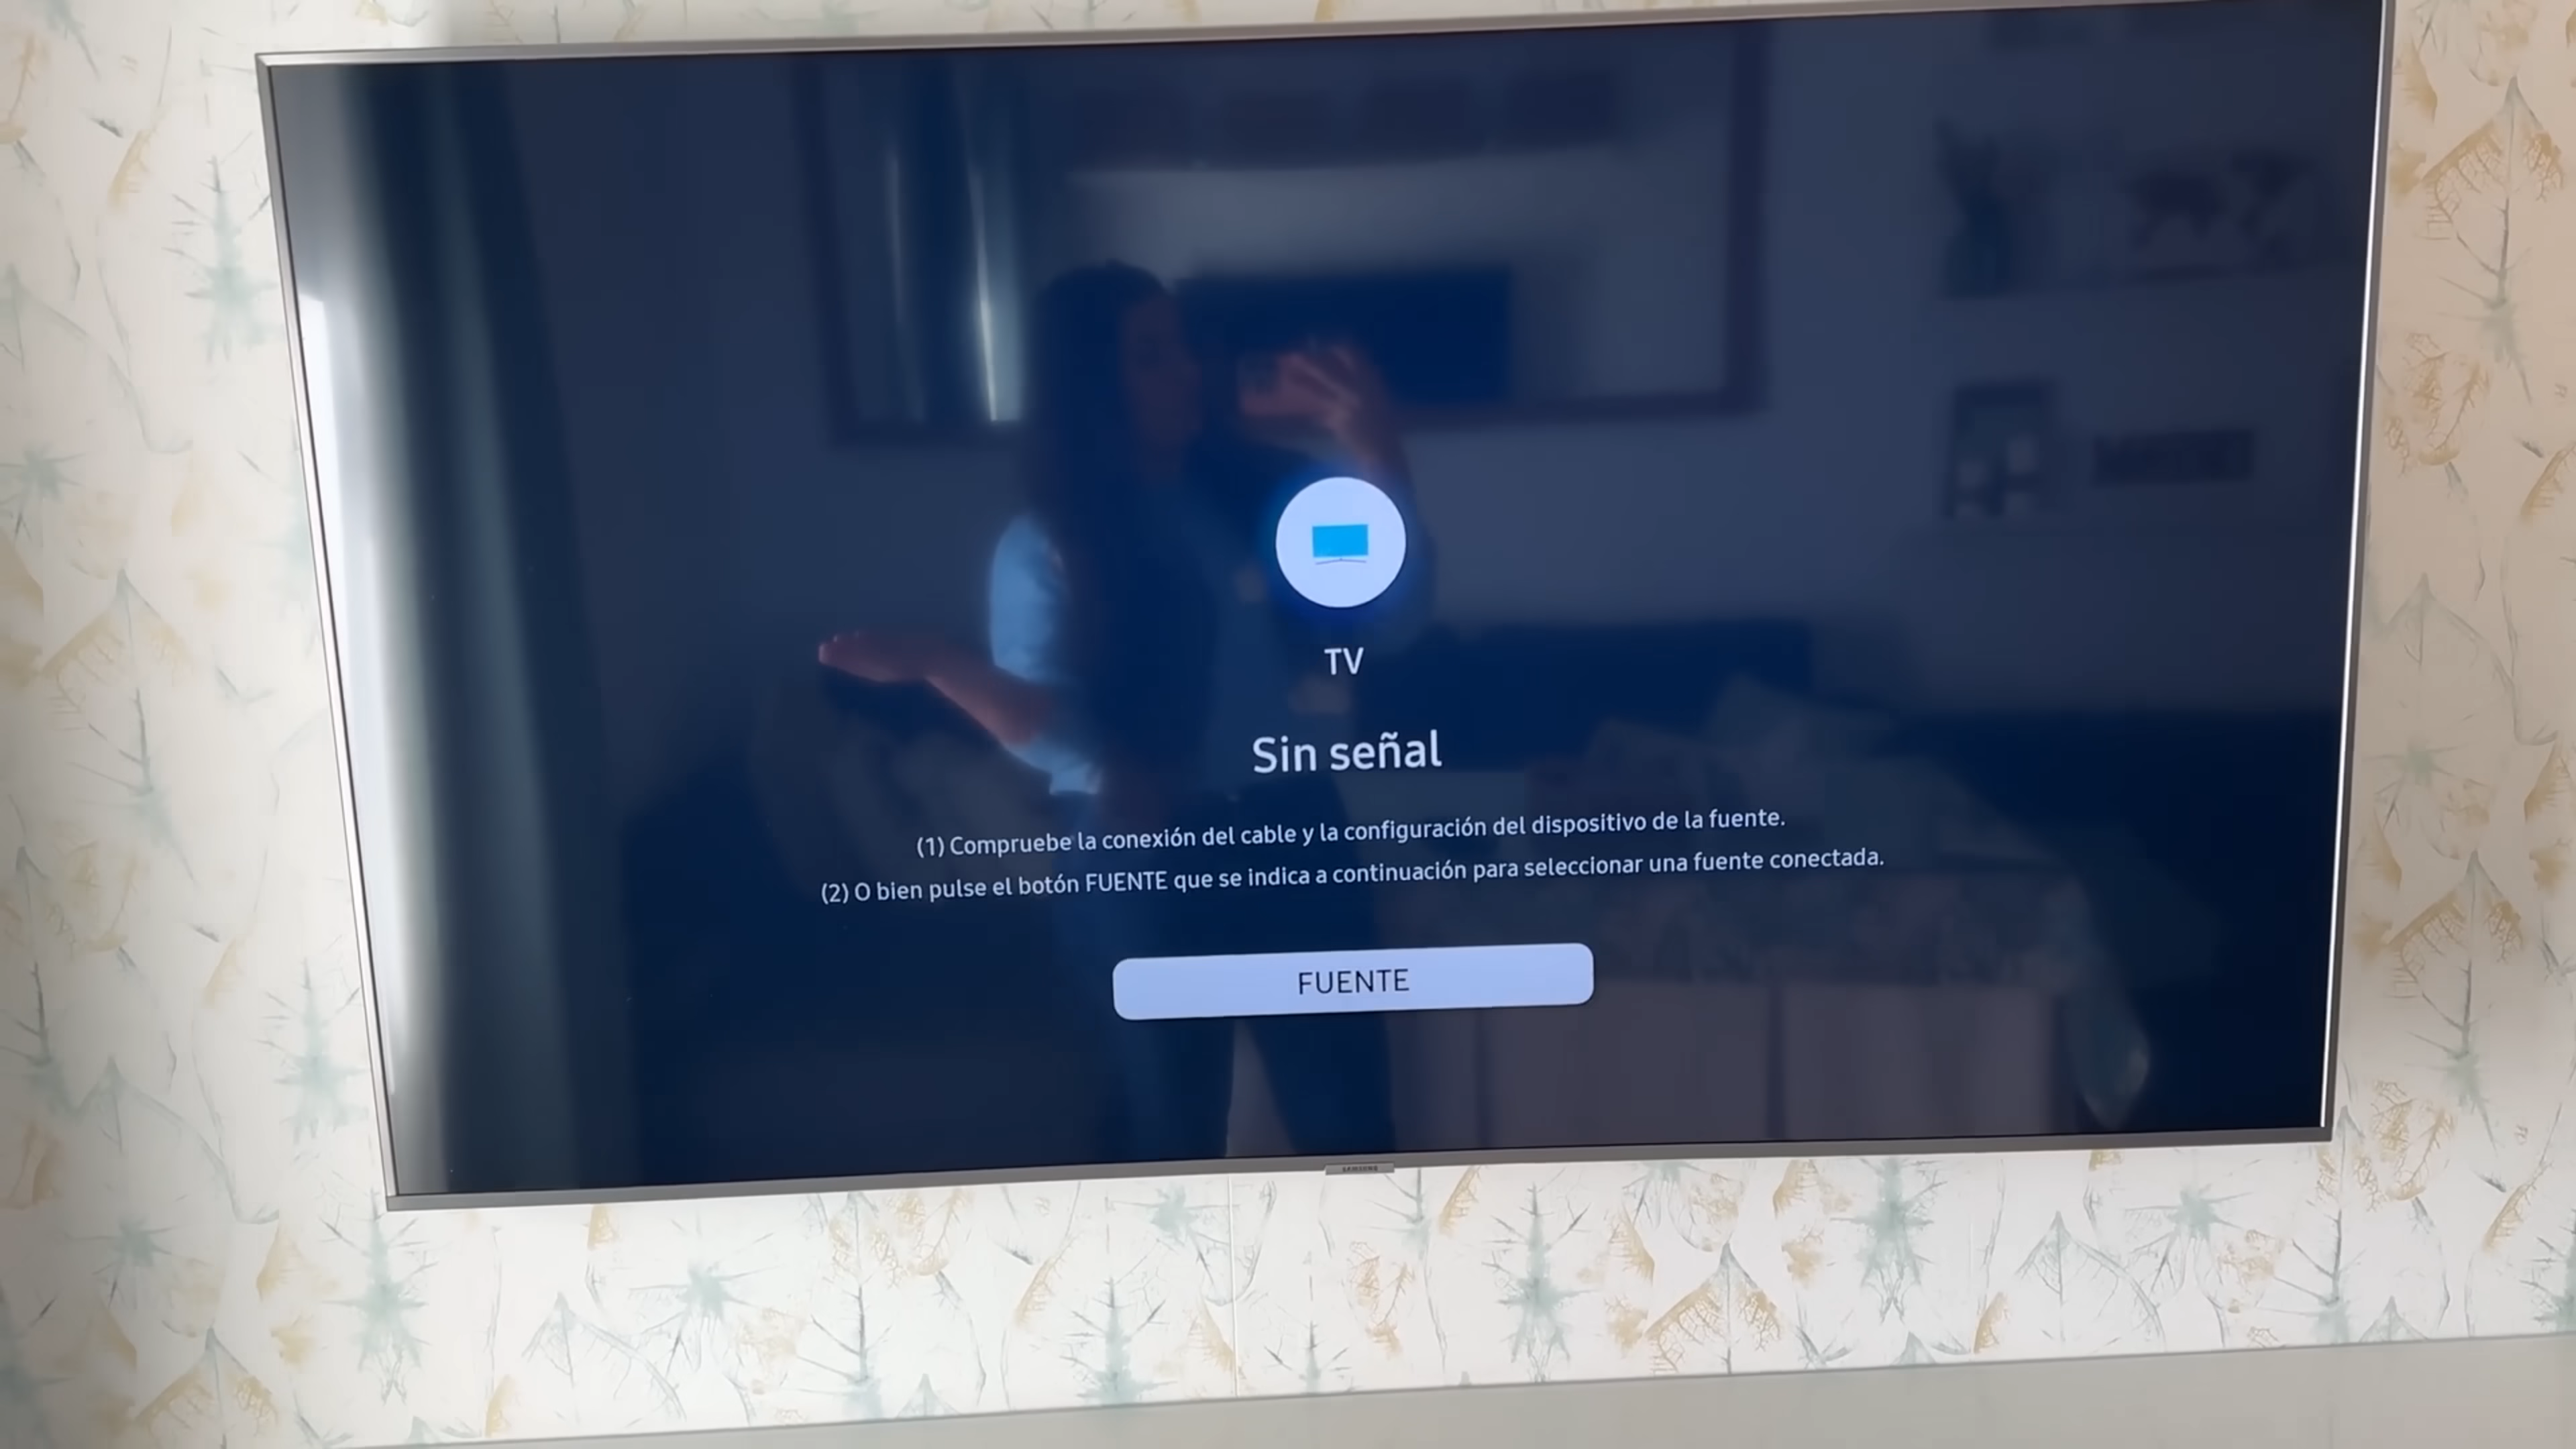 TV
Sin señal
(1) Compruebe la conexión del cable y la configuración del dispositivo de la fuente.
(2) O bien pulse el botón FUENTE que se indica a continuación para seleccionar una fuente conectada.
FUENTE
SAMSUNG